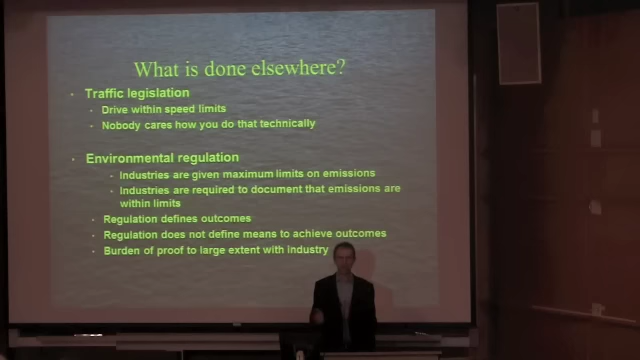 What is done elsewhere?
Traffic legislation
Drive within speed limits
Nobody cares how you do that technically
Environmental regulation
Industries are given maximum limits on emissions
Industries are required to document that emissions are
within limits
Regulation defines outcomes
Regulation does not define means to achieve outcomes
Burden of proof to large extent with industry